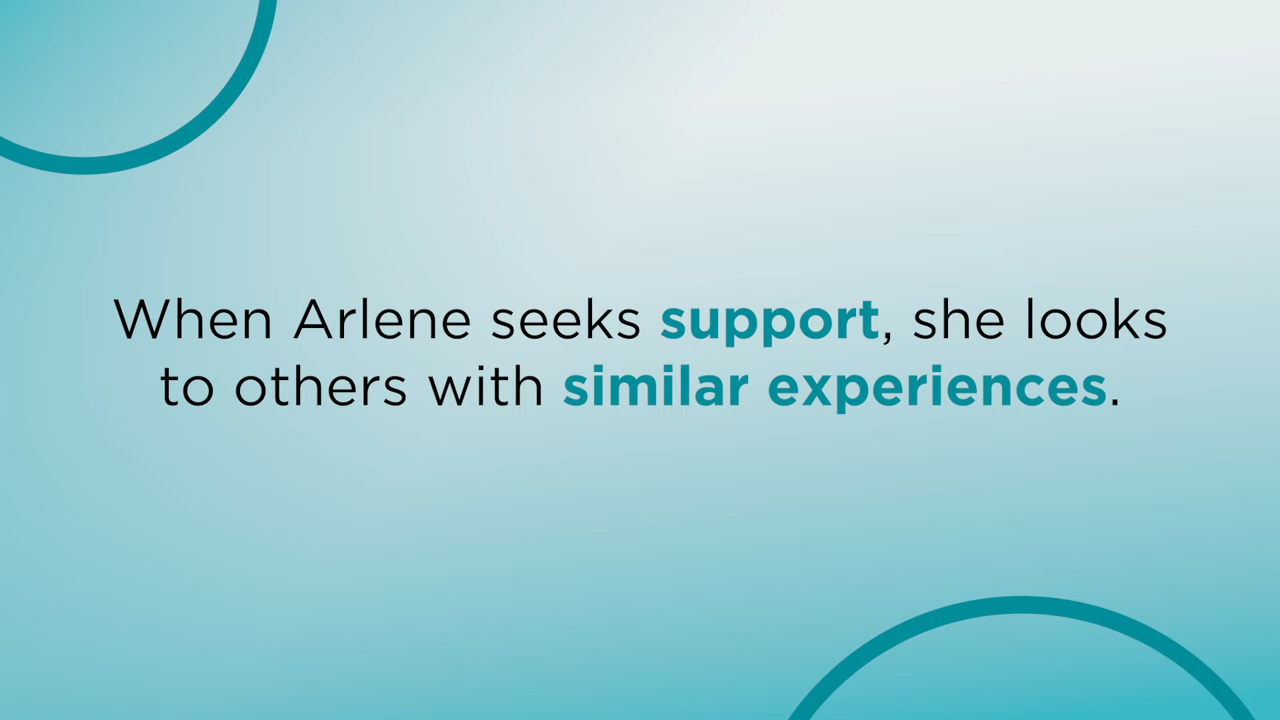 When Arlene seeks support, she looks
to others with similar experiences.